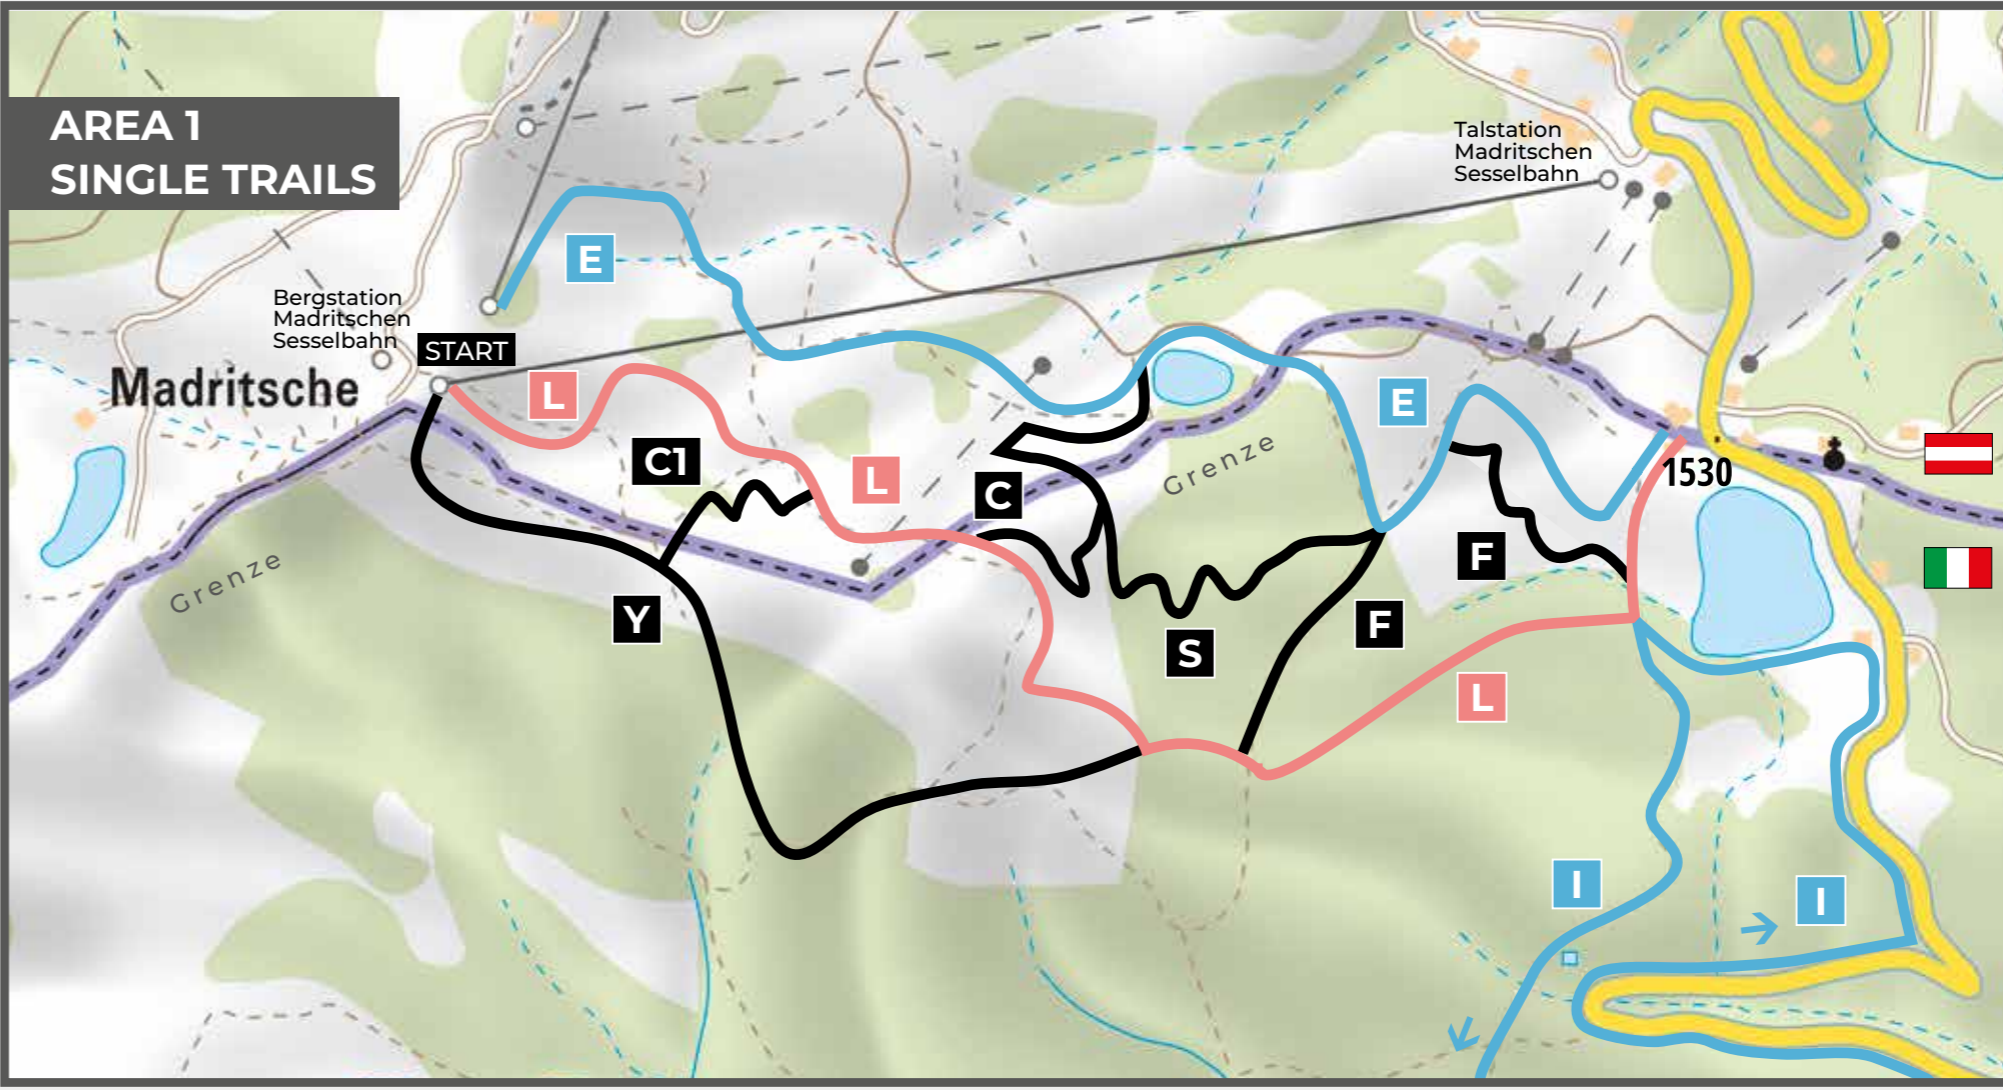 AREA 1
SINGLE TRAILS
Talstation
Madritschen
Sesselbahn
E
Bergstation
Madritschen
Sesselbahn
START
Madritsche
L
E
C1
L
C
Grenze
1530
Grenze
F
Y
S
F
L
I
I